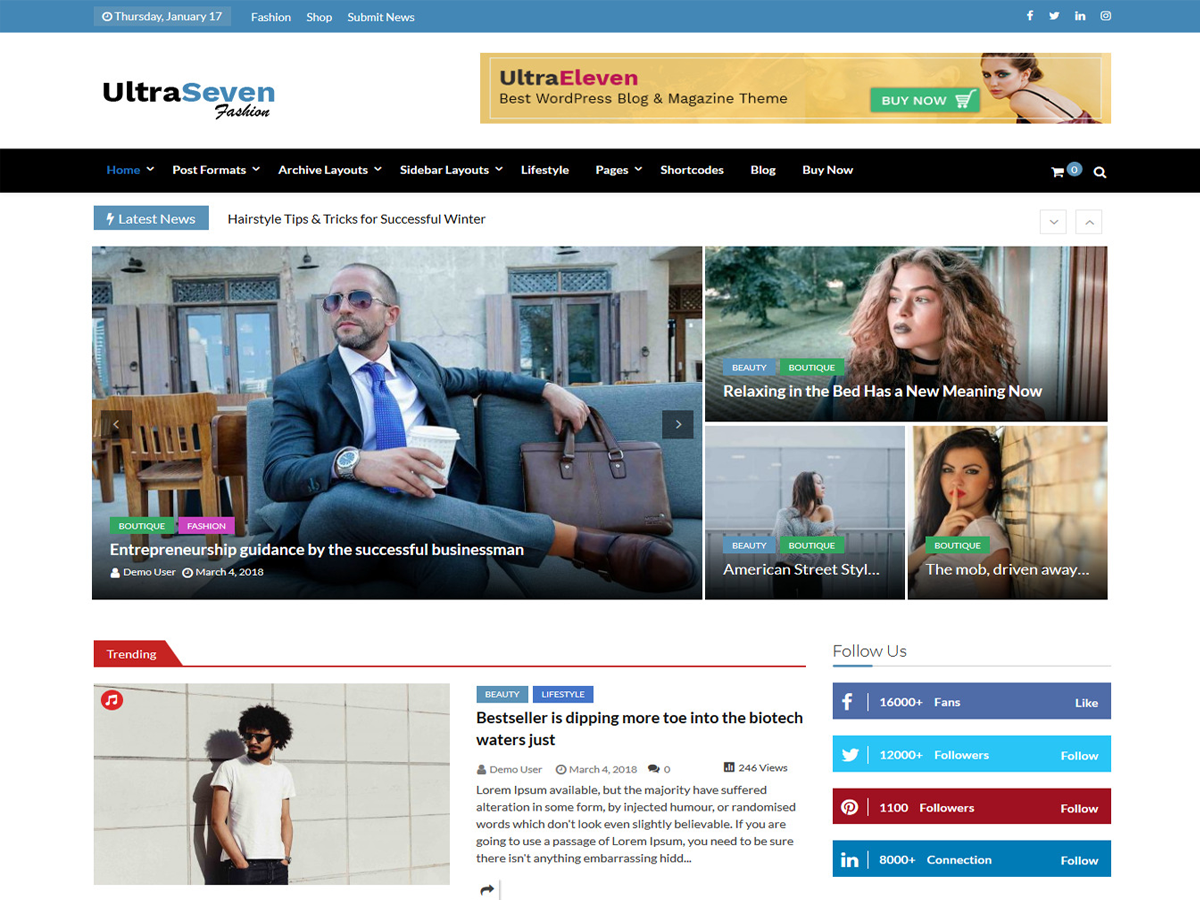 Thursday, January 17 Fashion Shop Submit News
UltraSeven
Fashion
UltraEleven
Best WordPress Blog & Magazine Theme
BUY NOW
Home Post Formats Archive Layouts Sidebar Layouts Lifestyle Pages Shortcodes Blog Buy Now 0
Latest News Hairstyle Tips & Tricks for Successful Winter
BOUTIQUE FASHION
Entrepreneurship guidance by the successful businessman
Demo User March 4, 2018
BEAUTY BOUTIQUE
Relaxing in the Bed Has a New Meaning Now
BEAUTY BOUTIQUE
American Street Styl...
BOUTIQUE
The mob, driven away...
Trending
BEAUTY LIFESTYLE
Bestseller is dipping more toe into the biotech
waters just
Demo User March 4, 2018 0 246 Views
Lorem Ipsum available, but the majority have suffered
alteration in some form, by injected humour, or randomised
words which don't look even slightly believable. If you are
going to use a passage of Lorem Ipsum, you need to be sure
there isn't anything embarrassing hidd...
Follow Us
16000+ Fans Like
12000+ Followers Follow
1100 Followers Follow
8000+ Connection Follow